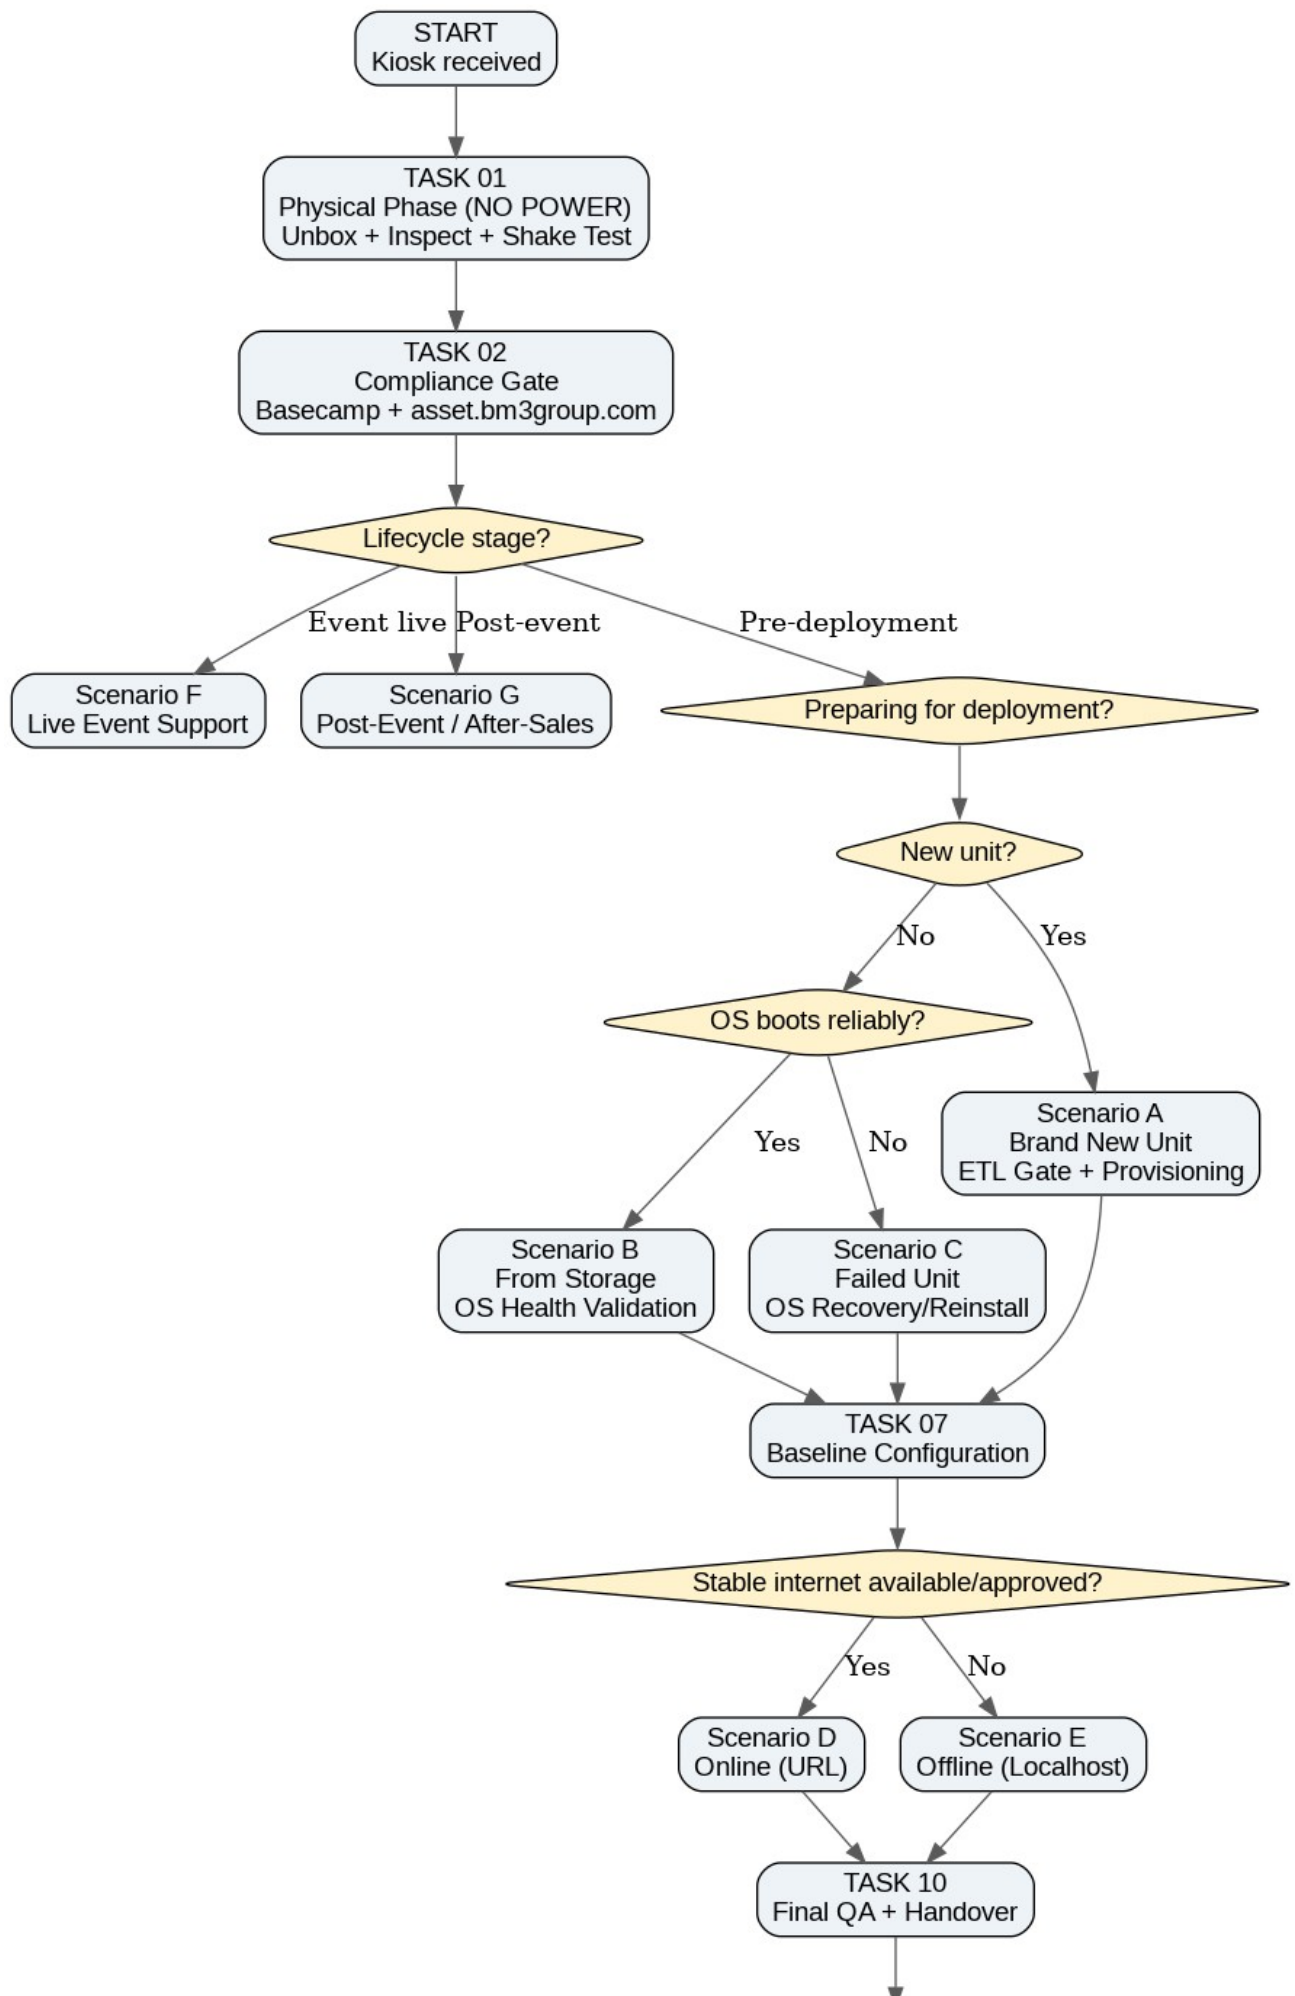 START
Kiosk received
TASK 01
Physical Phase (NO POWER)
Unbox + Inspect + Shake Test
TASK 02
Compliance Gate
Basecamp + asset.bm3group.com
Lifecycle stage?
Event live
Post-event
Pre-deployment
Scenario F
Live Event Support
Scenario G
Post-Event / After-Sales
Preparing for deployment?
New unit?
No
Yes
OS boots reliably?
Yes
No
Scenario A
Brand New Unit
ETL Gate + Provisioning
Scenario B
From Storage
OS Health Validation
Scenario C
Failed Unit
OS Recovery/Reinstall
TASK 07
Baseline Configuration
Stable internet available/approved?
Yes
No
Scenario D
Online (URL)
Scenario E
Offline (Localhost)
TASK 10
Final QA + Handover